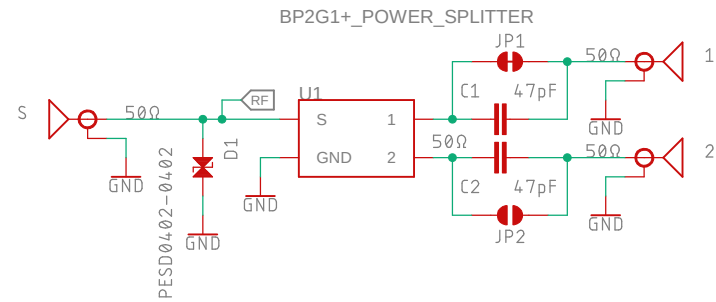 BP2G1+_POWER_SPLITTER
JP1
50Ω
1
U1
C1
47pF
RF
S
50Ω
S
1
GND
D1
50Ω
50Ω
2
GND
2
GND
GND
C2
47pF
GND
GND
JP2
GND
PESD0402-0402